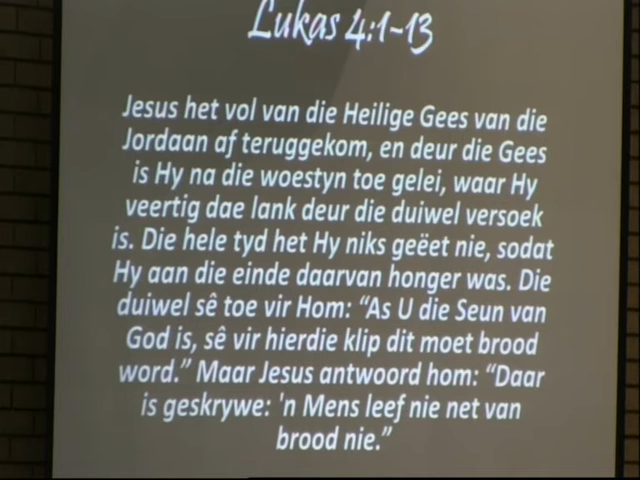 Lukas 4:1-13
Jesus het vol van die Heilige Gees van die
Jordaan af teruggekom, en deur die Gees
is Hy na die woestyn toe gelei, waar Hy
veertig dae lank deur die duiwel versoek
is. Die hele tyd het Hy niks geëet nie, sodat
Hy aan die einde daarvan honger was. Die
duiwel sê toe vir Hom: “As U die Seun van
God is, sê vir hierdie klip dit moet brood
word.” Maar Jesus antwoord hom: “Daar
is geskrywe: 'n Mens leef nie net van
brood nie.”